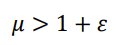 μ > 1 + ε